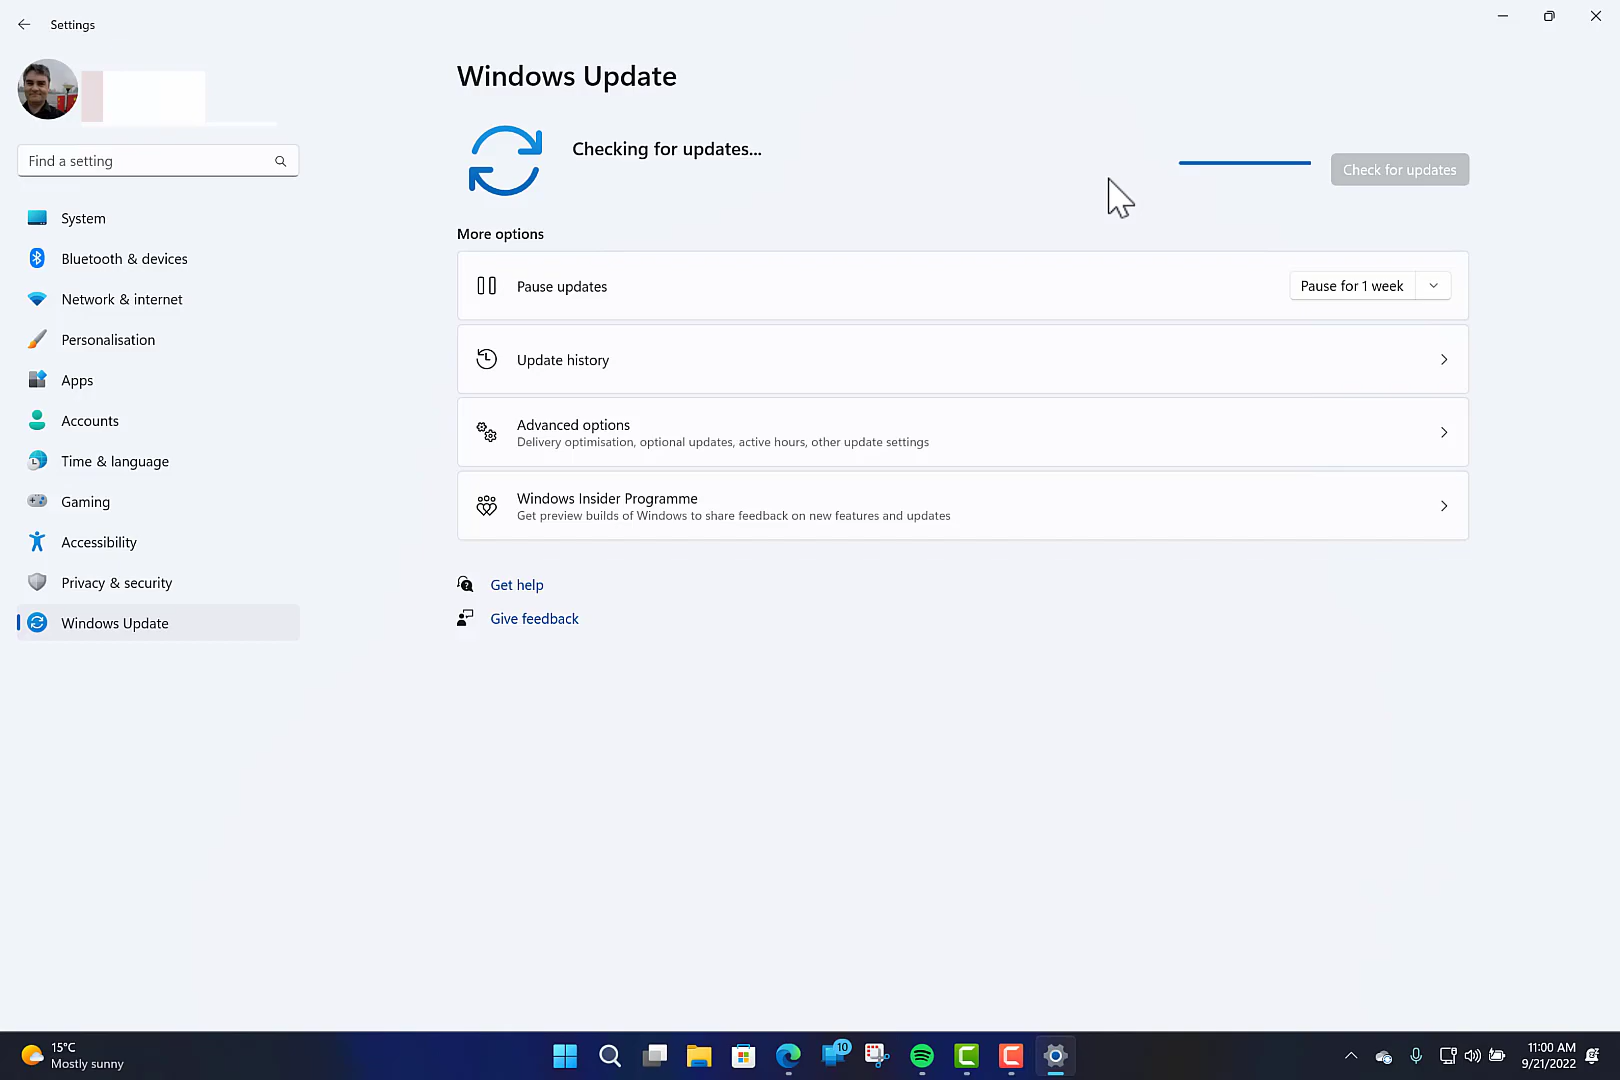 Settings
Find a setting
System
Bluetooth & devices
Network & internet
Personalisation
Apps
Accounts
Time & language
Gaming
Accessibility
Privacy & security
Windows Update
Windows Update
Checking for updates...
Check for updates
More options
Pause updates
Pause for 1 week
Update history
Advanced options
Delivery optimisation, optional updates, active hours, other update settings
Windows Insider Programme
Get preview builds of Windows to share feedback on new features and updates
Get help
Give feedback
15°C
Mostly sunny
10
11:00 AM
9/21/2022